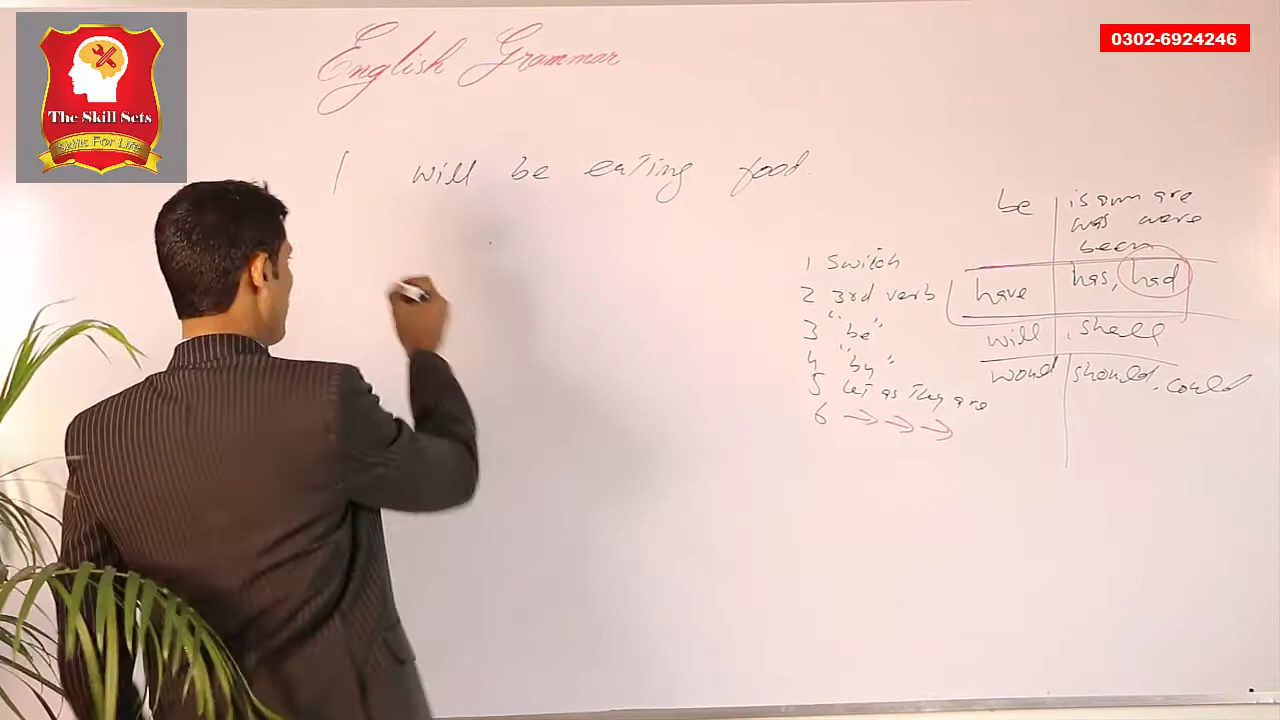 The Skill Sets
Skills For Life
0302-6924246
English Grammar
I will be eating food.
be | is am are
was were
been
have | has, had
will | , shall
would | should, could
1 Switch
2 3rd verb
3 "be"
4 "by"
5 let as they are
6 → → →